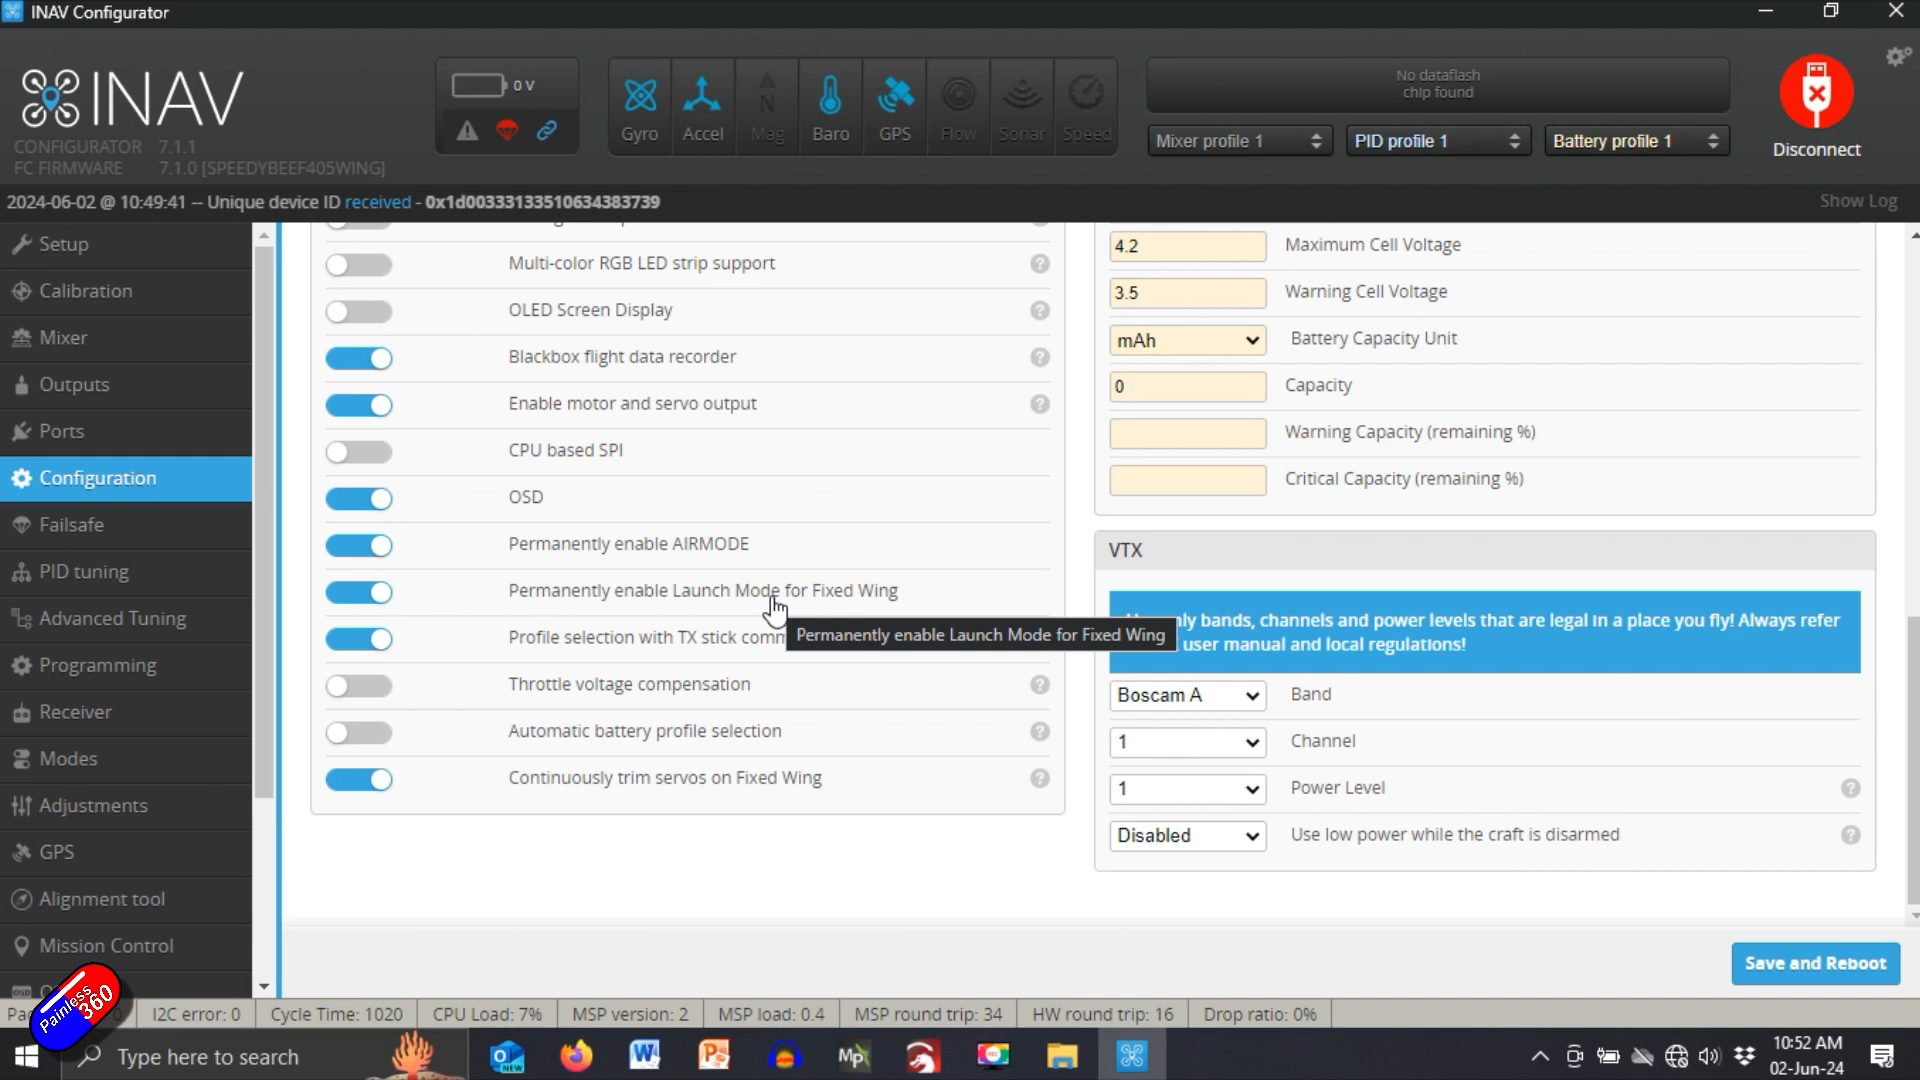 INAV Configurator
INAV
CONFIGURATOR 7.1.1
FC FIRMWARE 7.1.0 [SPEEDYBEEF405WING]
0 V
Gyro
Accel
Mag
Baro
GPS
Flow
Sonar
Speed
No dataflash
chip found
Mixer profile 1
PID profile 1
Battery profile 1
Disconnect
2024-06-02 @ 10:49:41 -- Unique device ID received - 0x1d00333133510634383739
Show Log
Setup
Calibration
Mixer
Outputs
Ports
Configuration
Failsafe
PID tuning
Advanced Tuning
Programming
Receiver
Modes
Adjustments
GPS
Alignment tool
Mission Control
Multi-color RGB LED strip support
OLED Screen Display
Blackbox flight data recorder
Enable motor and servo output
CPU based SPI
OSD
Permanently enable AIRMODE
Permanently enable Launch Mode for Fixed Wing
Profile selection with TX stick comm
Permanently enable Launch Mode for Fixed Wing
Throttle voltage compensation
Automatic battery profile selection
Continuously trim servos on Fixed Wing
4.2 Maximum Cell Voltage
3.5 Warning Cell Voltage
mAh Battery Capacity Unit
0 Capacity
Warning Capacity (remaining %)
Critical Capacity (remaining %)
VTX
bands, channels and power levels that are legal in a place you fly! Always refer
user manual and local regulations!
Boscam A Band
1 Channel
1 Power Level
Disabled Use low power while the craft is disarmed
Save and Reboot
Painless 360
I2C error: 0
Cycle Time: 1020
CPU Load: 7%
MSP version: 2
MSP load: 0.4
MSP round trip: 34
HW round trip: 16
Drop ratio: 0%
Type here to search
NEW
Mp
10:52 AM
02-Jun-24